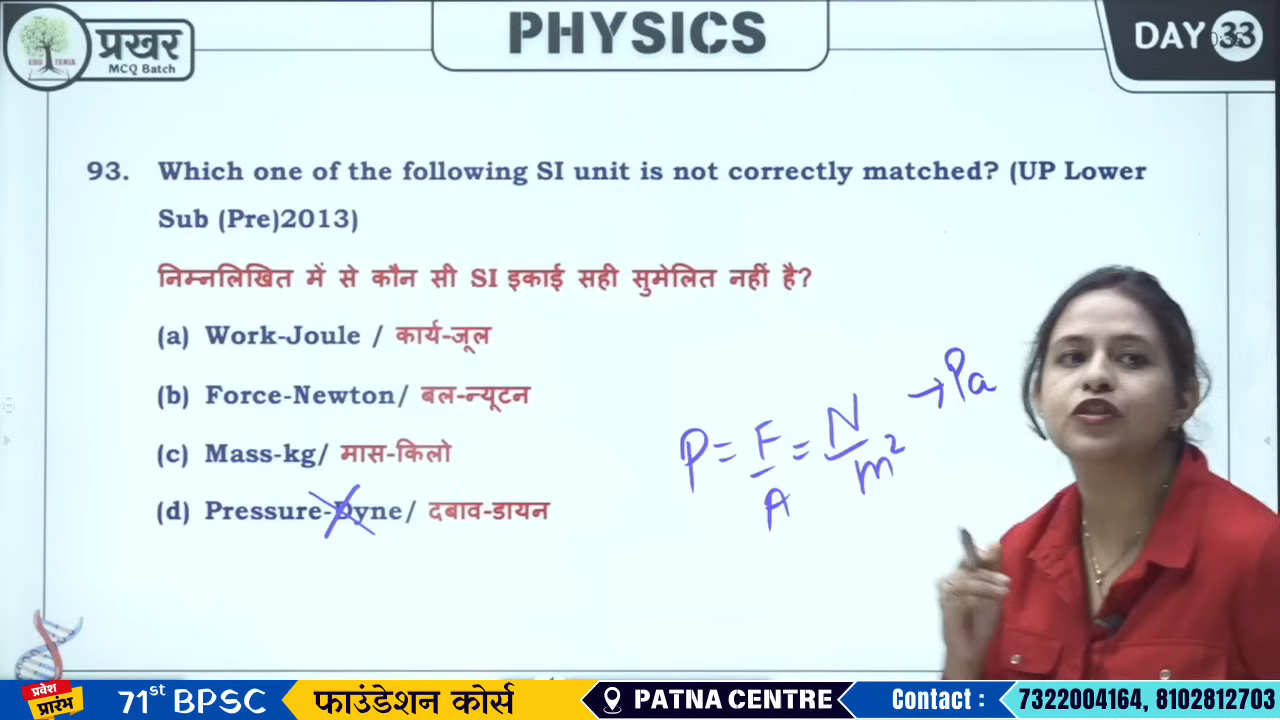 प्रखर
MCQ Batch
EDU TERIA
PHYSICS
DAY 33
93. Which one of the following SI unit is not correctly matched? (UP Lower
Sub (Pre)2013)
निम्नलिखित में से कौन सी SI इकाई सही सुमेलित नहीं है?
(a) Work-Joule / कार्य-जूल
(b) Force-Newton/ बल-न्यूटन
(c) Mass-kg/ मास-किलो
(d) Pressure-Dyne/ दबाव-डायन
P = F/A = N/m² → Pa
प्रवेश
प्रारंभ
71st BPSC
फाउंडेशन कोर्स
PATNA CENTRE
Contact : 7322004164, 8102812703